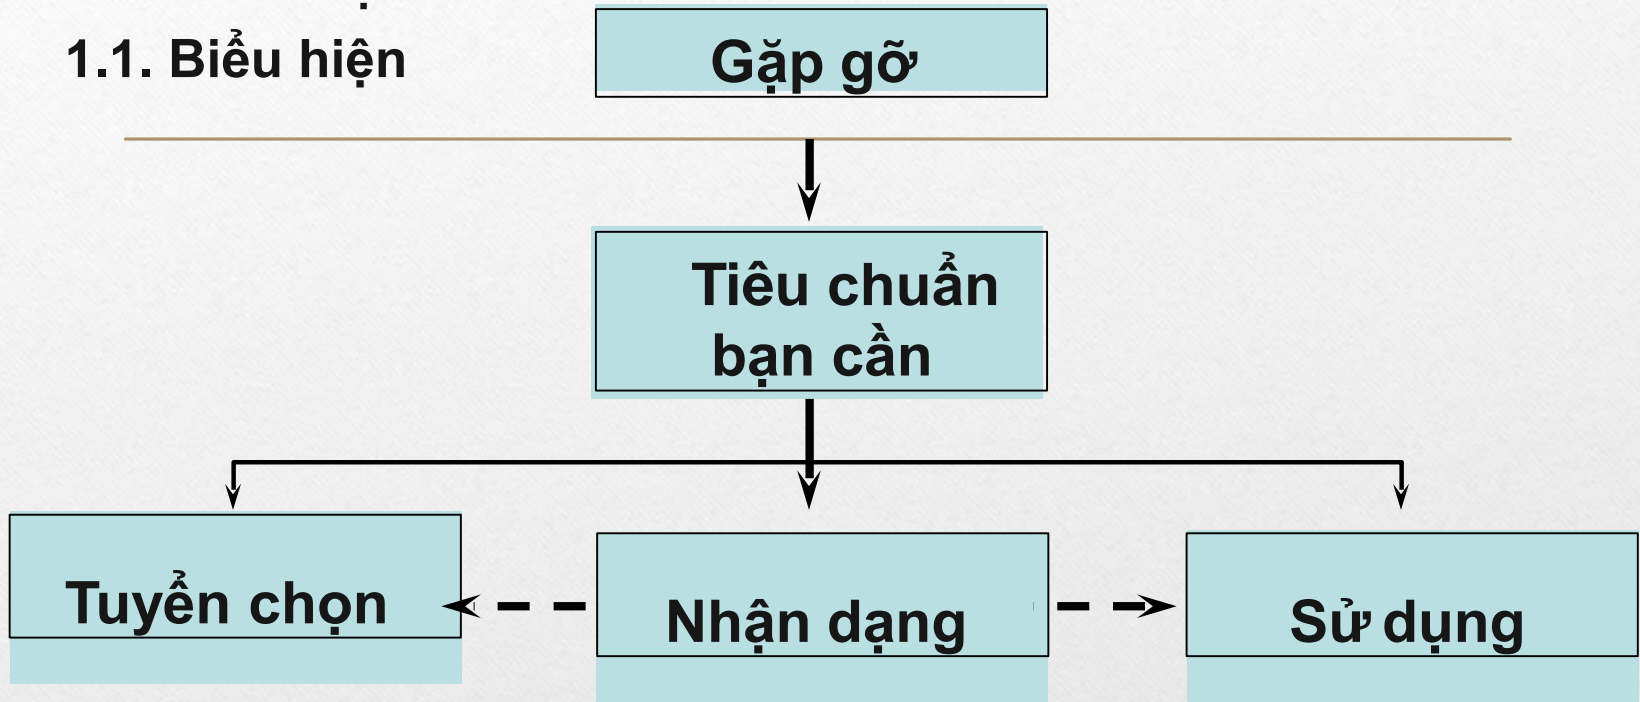 1.1. Biểu hiện
Gặp gỡ
Tiêu chuẩn
bạn cần
Tuyển chọn
Nhận dạng
Sử dụng